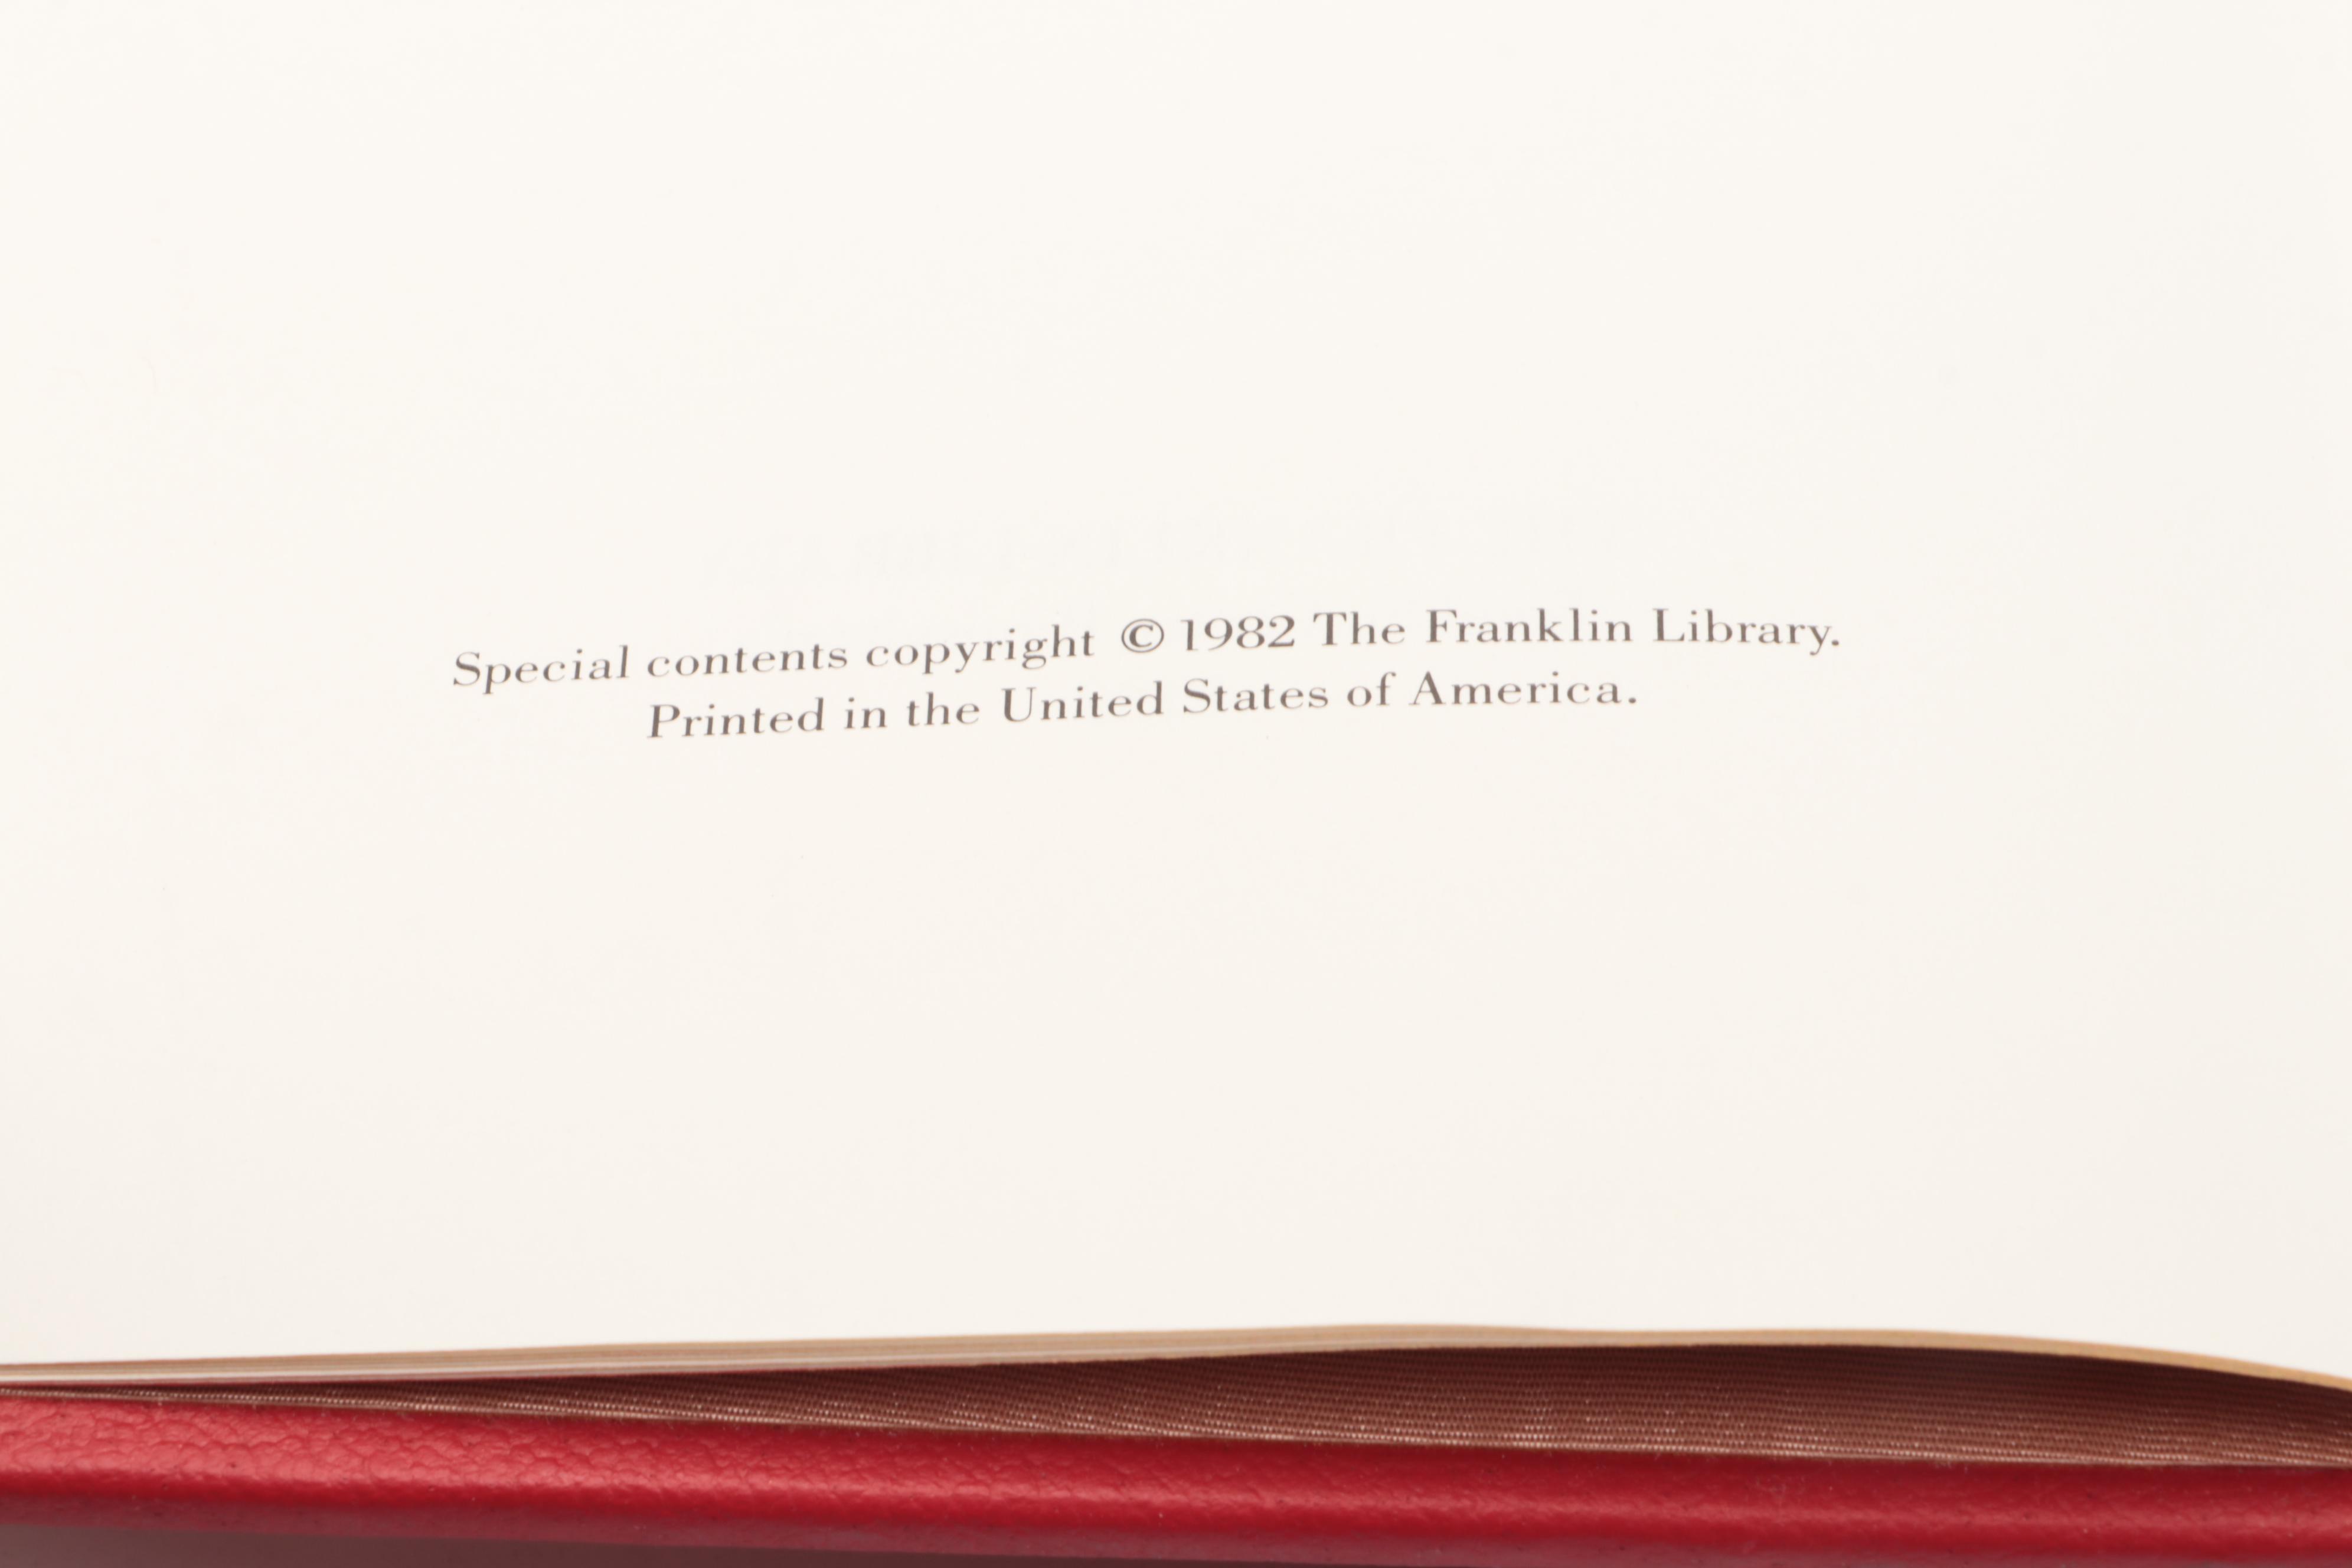 Special contents copyright © 1982 The Franklin Library.
Printed in the United States of America.